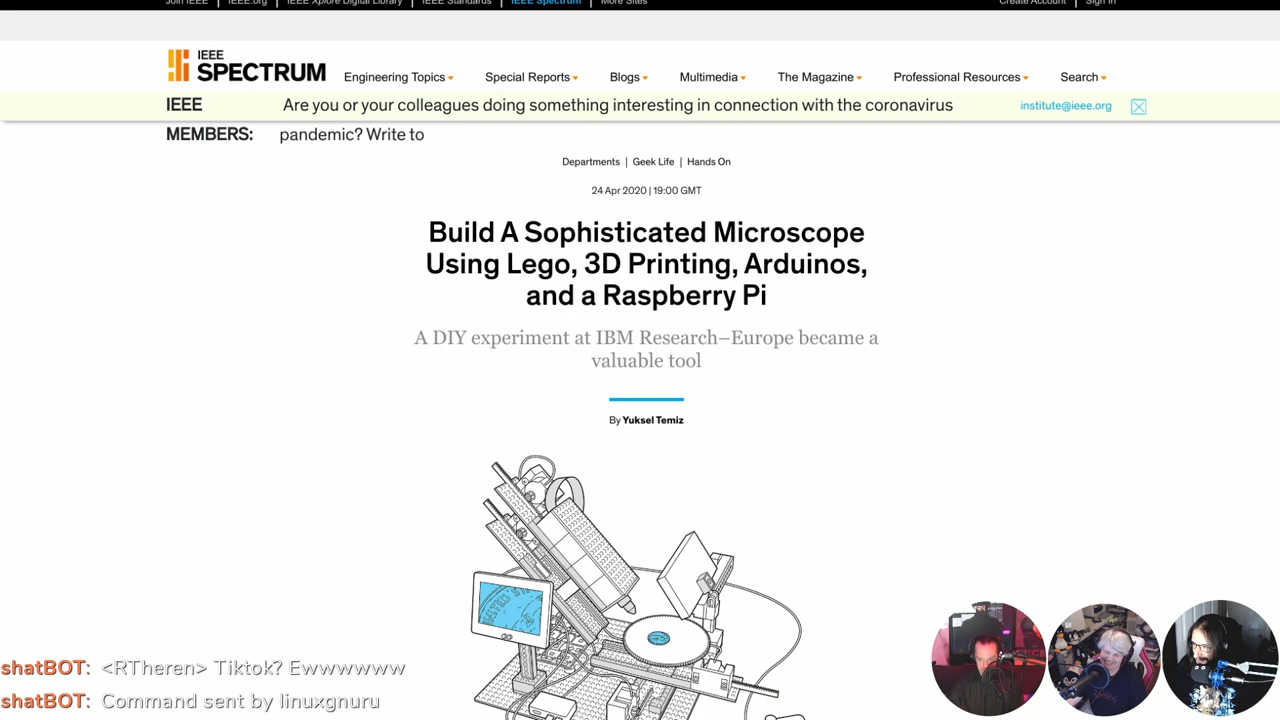 Join IEEE | IEEE.org | IEEE Xplore Digital Library | IEEE Standards | IEEE Spectrum | More Sites Create Account | Sign In
IEEE
SPECTRUM
Engineering Topics Special Reports Blogs Multimedia The Magazine Professional Resources Search
IEEE Are you or your colleagues doing something interesting in connection with the coronavirus institute@ieee.org
MEMBERS: pandemic? Write to
Departments | Geek Life | Hands On
24 Apr 2020 | 19:00 GMT
Build A Sophisticated Microscope
Using Lego, 3D Printing, Arduinos,
and a Raspberry Pi
A DIY experiment at IBM Research–Europe became a
valuable tool
By Yuksel Temiz
shatBOT: <RTheren> Tiktok? Ewwwwww
shatBOT: Command sent by linuxgnuru